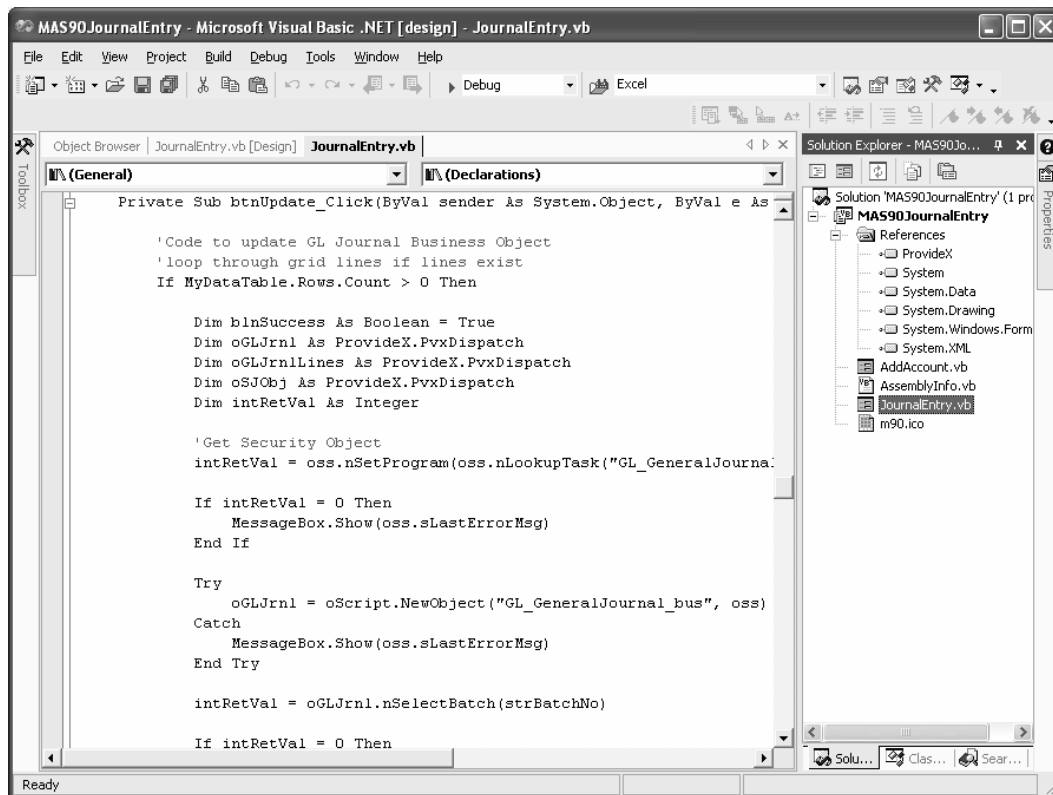 MAS90JournalEntry - Microsoft Visual Basic .NET [design] - JournalEntry.vb
File Edit View Project Build Debug Tools Window Help
Debug Excel
Toolbox
Object Browser JournalEntry.vb [Design] JournalEntry.vb
(General) (Declarations)
Private Sub btnUpdate_Click(ByVal sender As System.Object, ByVal e As
'Code to update GL Journal Business Object
'loop through grid lines if lines exist
If MyDataTable.Rows.Count > 0 Then
Dim blnSuccess As Boolean = True
Dim oGLJrnl As ProvideX.PvxDispatch
Dim oGLJrnlLines As ProvideX.PvxDispatch
Dim oSJObj As ProvideX.PvxDispatch
Dim intRetVal As Integer
'Get Security Object
intRetVal = oss.nSetProgram(oss.nLookupTask("GL_GeneralJournal
If intRetVal = 0 Then
MessageBox.Show(oss.sLastErrorMsg)
End If
Try
oGLJrnl = oScript.NewObject("GL_GeneralJournal_bus", oss)
Catch
MessageBox.Show(oss.sLastErrorMsg)
End Try
intRetVal = oGLJrnl.nSelectBatch(strBatchNo)
If intRetVal = 0 Then
Solution Explorer - MAS90Jo...
Solution 'MAS90JournalEntry' (1 pro
MAS90JournalEntry
References
ProvideX
System
System.Data
System.Drawing
System.Windows.Form
System.XML
AddAccount.vb
AssemblyInfo.vb
JournalEntry.vb
m90.ico
Solu... Clas... Sear...
Properties
Ready